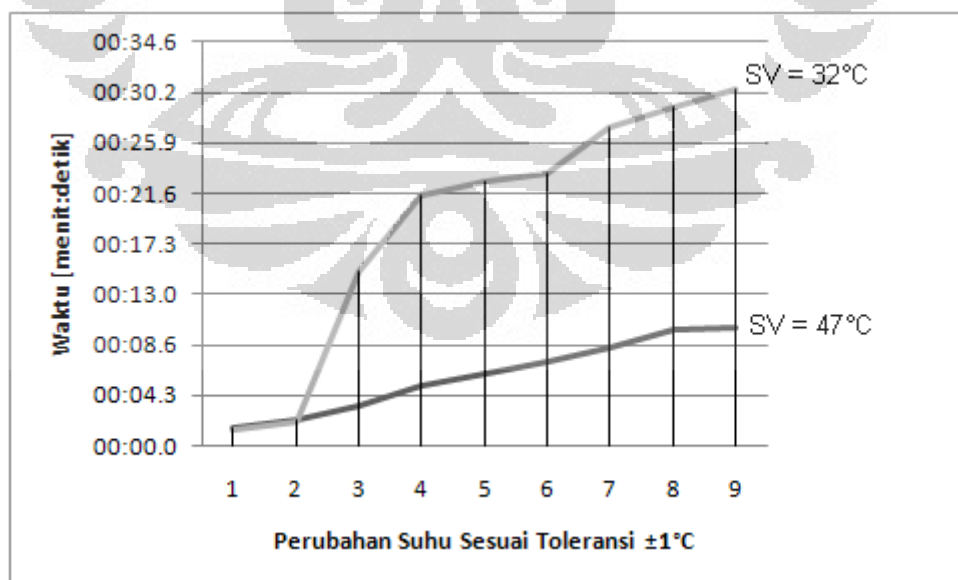 00:34.6
00:30.2
00:25.9
00:21.6
00:17.3
00:13.0
00:08.6
00:04.3
00:00.0
Waktu [menit:detik]
SV = 32°C
SV = 47°C
1 2 3 4 5 6 7 8 9
Perubahan Suhu Sesuai Toleransi ±1°C